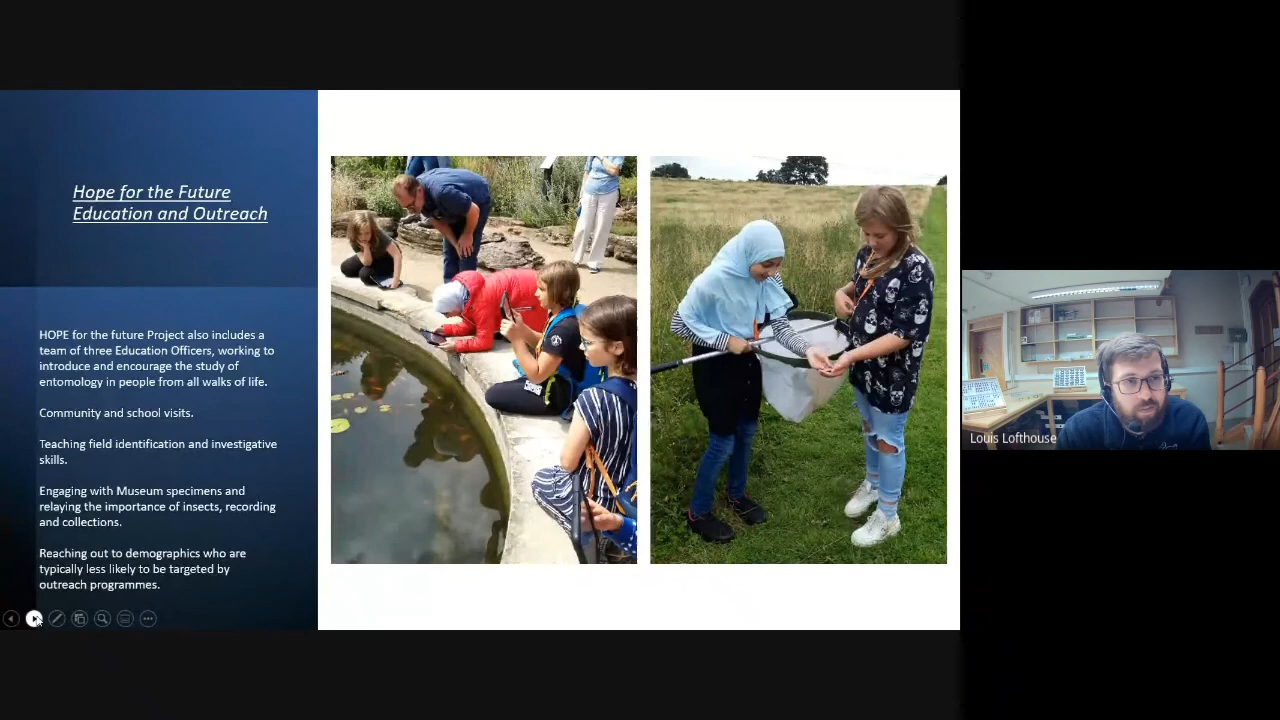 Hope for the Future
Education and Outreach
HOPE for the future Project also includes a
team of three Education Officers, working to
introduce and encourage the study of
entomology in people from all walks of life.
Community and school visits.
Teaching field identification and investigative
skills.
Engaging with Museum specimens and
relaying the importance of insects, recording
and collections.
Reaching out to demographics who are
typically less likely to be targeted by
outreach programmes.
Louis Lofthouse